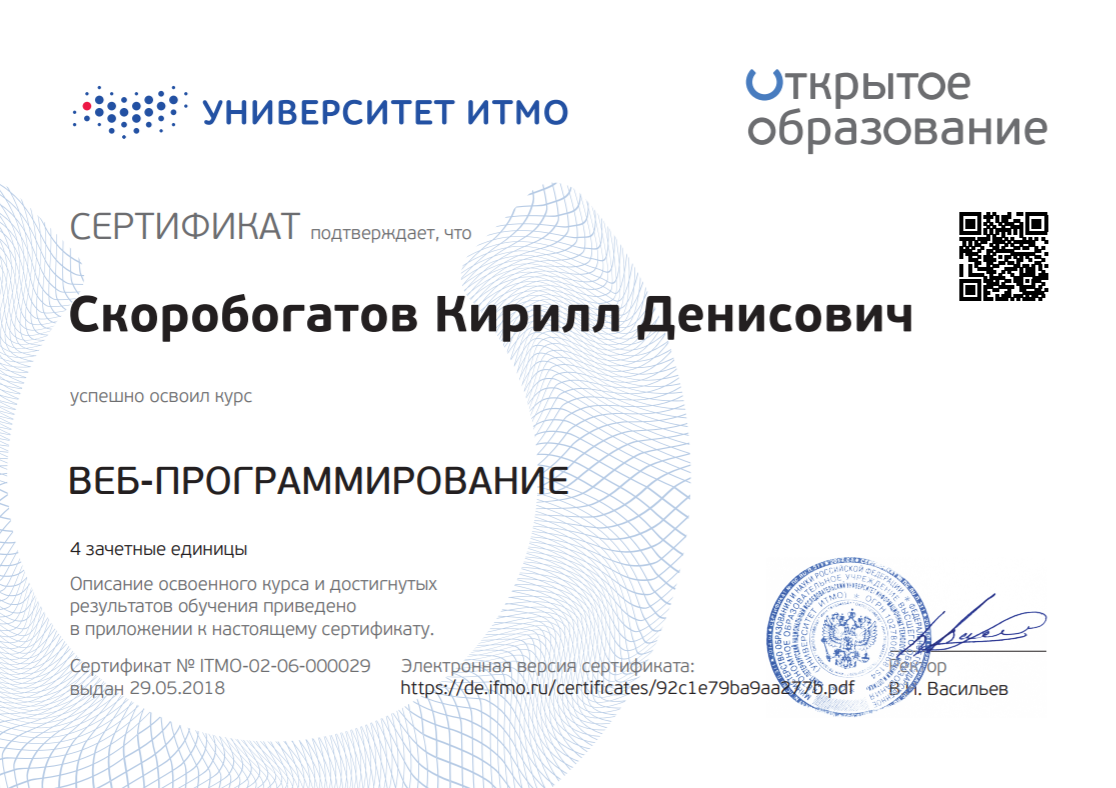 УНИВЕРСИТЕТ ИТМО
Открытое
образование
СЕРТИФИКАТ подтверждает, что
Скоробогатов Кирилл Денисович
успешно освоил курс
ВЕБ-ПРОГРАММИРОВАНИЕ
4 зачетные единицы
Описание освоенного курса и достигнутых
результатов обучения приведено
в приложении к настоящему сертификату.
Сертификат № ITMO-02-06-000029
выдан 29.05.2018
Электронная версия сертификата:
https://de.ifmo.ru/certificates/92c1e79ba9aa277b.pdf
Ректор
В.Н. Васильев